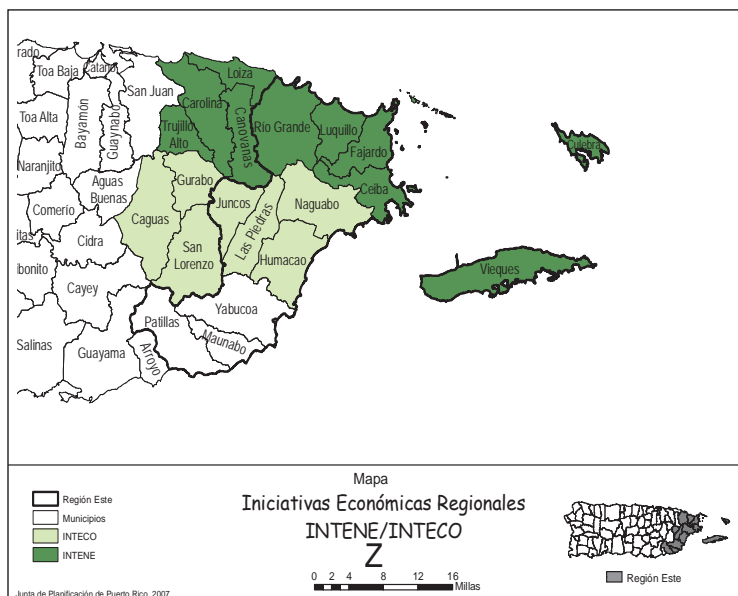 rado
Toa Baja
Cataño
San Juan
Loiza
Carolina
Canovanas
Río Grande
Luquillo
Fajardo
Ceiba
Culebra
Toa Alta
Bayamón
Guaynabo
Trujillo
Alto
Naranjito
Aguas
Buenas
Gurabo
Juncos
Las Piedras
Naguabo
Comerío
Caguas
San
Lorenzo
Humacao
Vieques
itas
Cidra
ibonito
Cayey
Yabucoa
Patillas
Maunabo
Salinas
Guayama
Arroyo
Región Este
Municipios
INTECO
INTENE
Junta de Planificación de Puerto Rico, 2007
Mapa
Iniciativas Económicas Regionales
INTENE/INTECO
Z
0 2 4 8 12 16
Millas
Región Este